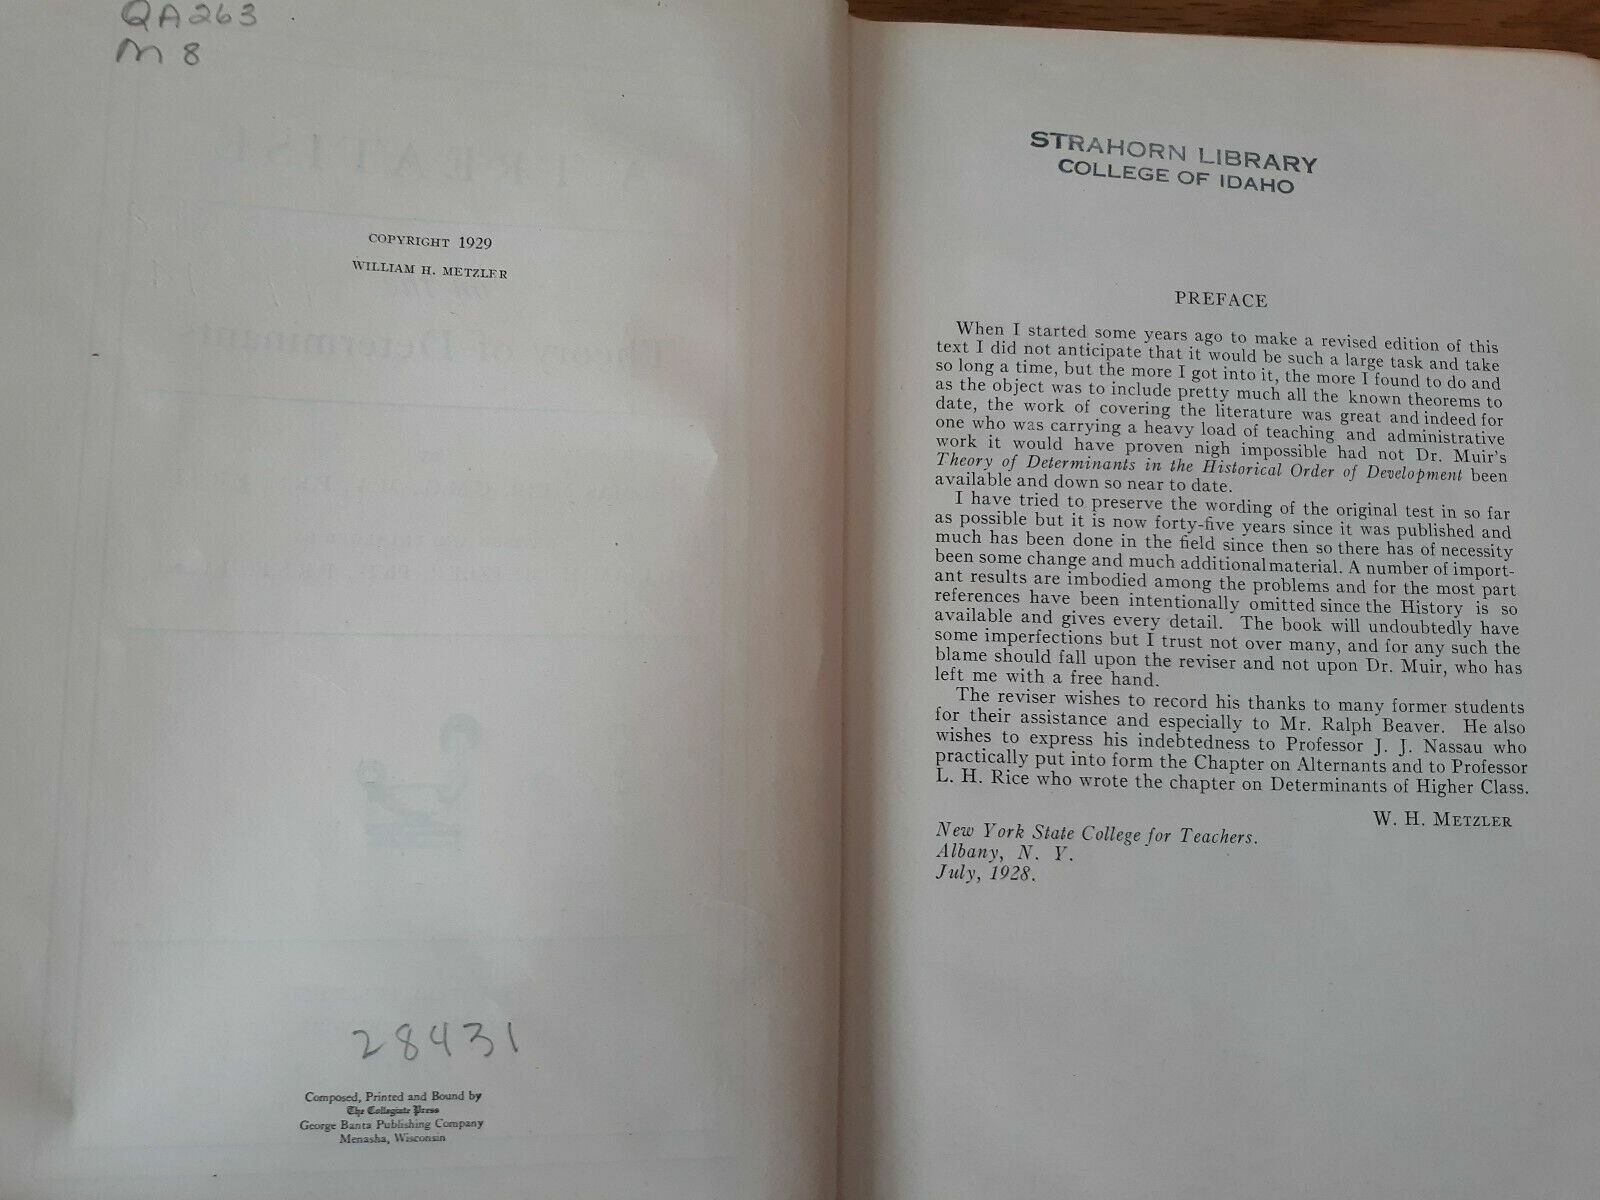 QA263
M 8
COPYRIGHT 1929
WILLIAM H. METZLER
28431
Composed, Printed and Bound by
The Collegiate Press
George Banta Publishing Company
Menasha, Wisconsin
STRAHORN LIBRARY
COLLEGE OF IDAHO
PREFACE
When I started some years ago to make a revised edition of this
text I did not anticipate that it would be such a large task and take
so long a time, but the more I got into it, the more I found to do and
as the object was to include pretty much all the known theorems to
date, the work of covering the literature was great and indeed for
one who was carrying a heavy load of teaching and administrative
work it would have proven nigh impossible had not Dr. Muir's
Theory of Determinants in the Historical Order of Development been
available and down so near to date.
I have tried to preserve the wording of the original test in so far
as possible but it is now forty-five years since it was published and
much has been done in the field since then so there has of necessity
been some change and much additional material. A number of import-
ant results are imbodied among the problems and for the most part
references have been intentionally omitted since the History is so
available and gives every detail. The book will undoubtedly have
some imperfections but I trust not over many, and for any such the
blame should fall upon the reviser and not upon Dr. Muir, who has
left me with a free hand.
The reviser wishes to record his thanks to many former students
for their assistance and especially to Mr. Ralph Beaver. He also
wishes to express his indebtedness to Professor J. J. Nassau who
practically put into form the Chapter on Alternants and to Professor
L. H. Rice who wrote the chapter on Determinants of Higher Class.
W. H. METZLER
New York State College for Teachers.
Albany, N. Y.
July, 1928.